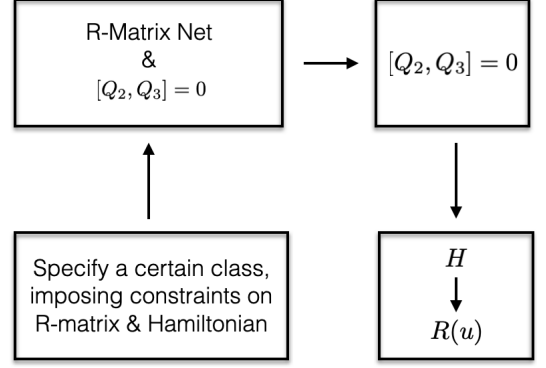 R-Matrix Net
&
[Q₂, Q₃] = 0
[Q₂, Q₃] = 0
Specify a certain class,
imposing constraints on
R-matrix & Hamiltonian
H
R(u)